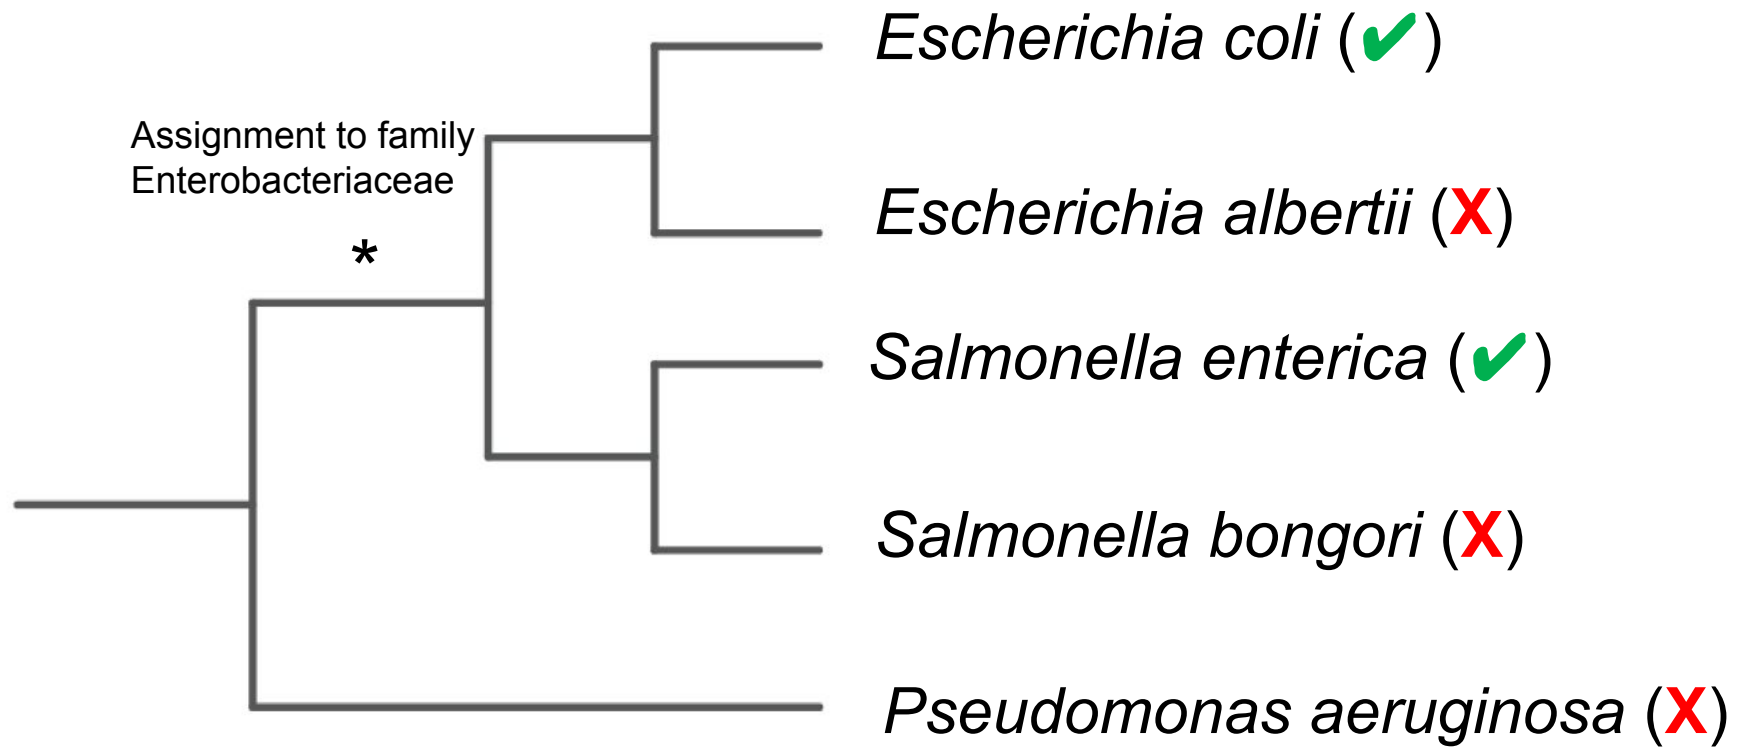 Escherichia coli (✔)
Assignment to family
Enterobacteriaceae
*
Escherichia albertii (X)
Salmonella enterica (✔)
Salmonella bongori (X)
Pseudomonas aeruginosa (X)